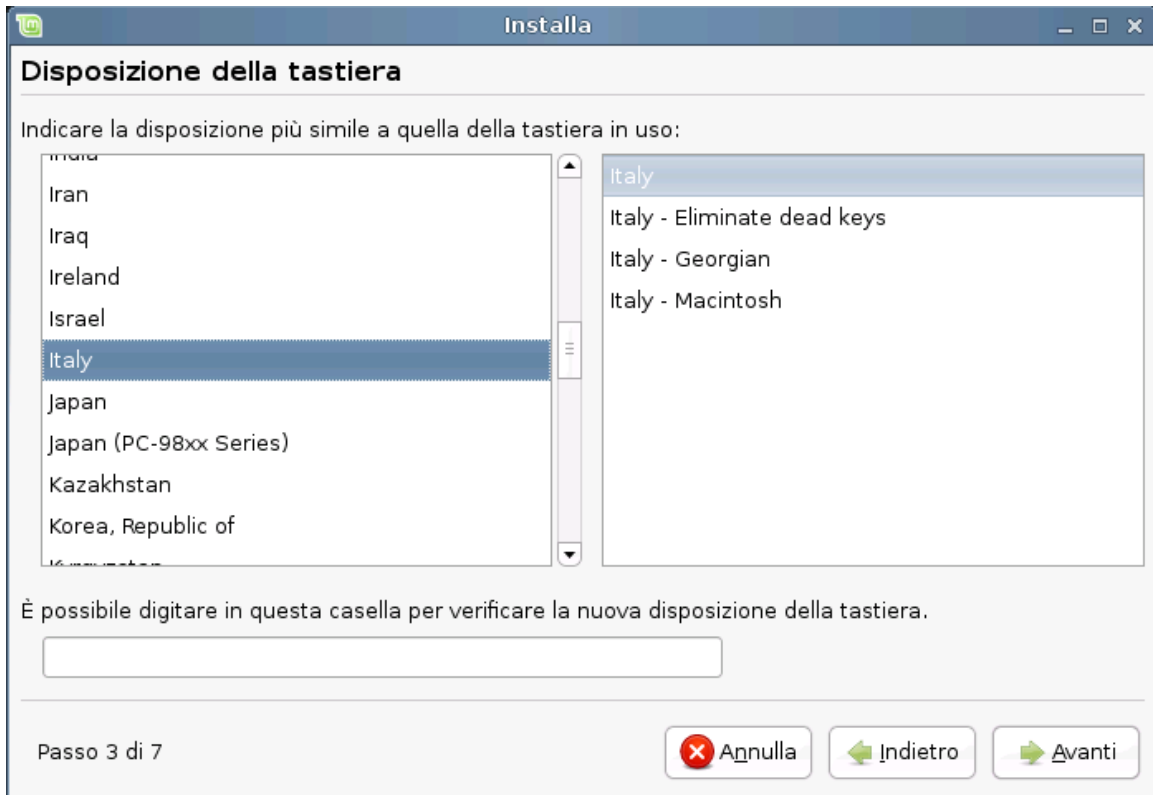 Installa
Disposizione della tastiera
Indicare la disposizione più simile a quella della tastiera in uso:
India
Iran
Iraq
Ireland
Israel
Italy
Japan
Japan (PC-98xx Series)
Kazakhstan
Korea, Republic of
Kyrgyzstan
Italy
Italy - Eliminate dead keys
Italy - Georgian
Italy - Macintosh
È possibile digitare in questa casella per verificare la nuova disposizione della tastiera.
Passo 3 di 7
Annulla
Indietro
Avanti